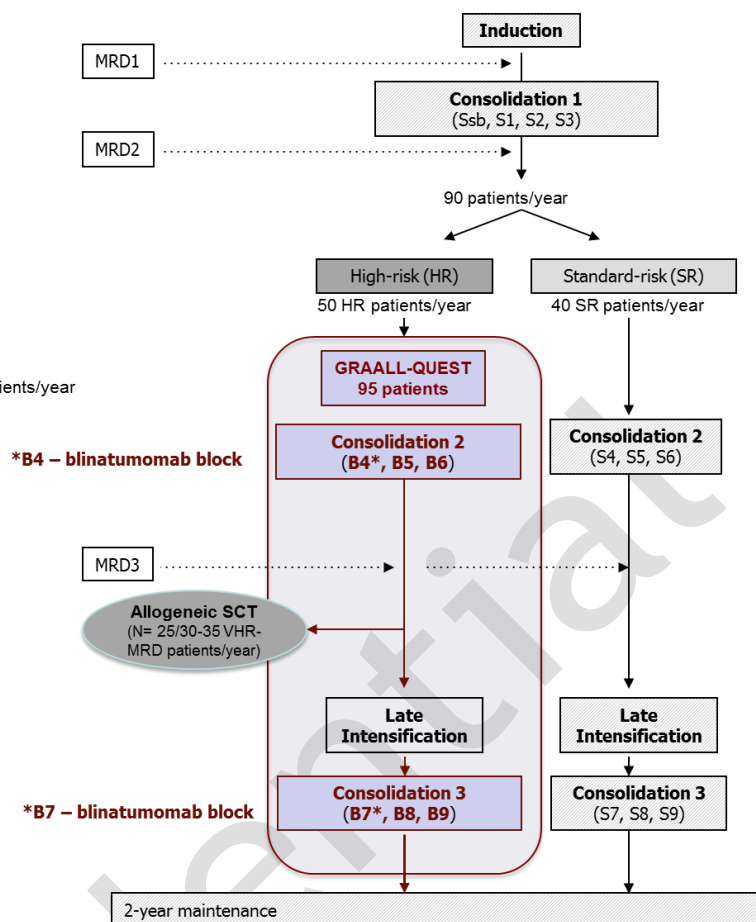 Induction
MRD1
Consolidation 1
(Ssb, S1, S2, S3)
MRD2
90 patients/year
High-risk (HR)
Standard-risk (SR)
50 HR patients/year
40 SR patients/year
GRAALL-QUEST
95 patients
ients/year
Consolidation 2
(B4*, B5, B6)
*B4 – blinatumomab block
Consolidation 2
(S4, S5, S6)
MRD3
Allogeneic SCT
(N= 25/30-35 VHR-
MRD patients/year)
Late
Intensification
Late
Intensification
Consolidation 3
(B7*, B8, B9)
*B7 – blinatumomab block
Consolidation 3
(S7, S8, S9)
2-year maintenance
ential